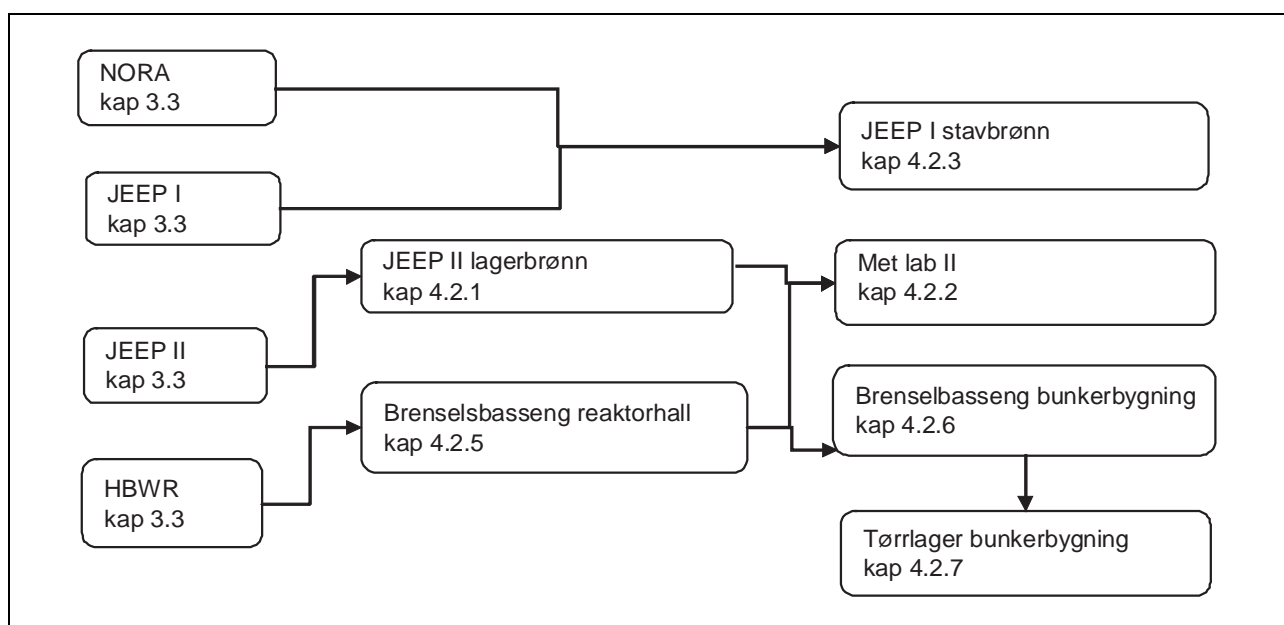 NORA
kap 3.3
JEEP I stavbrønn
kap 4.2.3
JEEP I
kap 3.3
JEEP II lagerbrønn
kap 4.2.1
Met lab II
kap 4.2.2
JEEP II
kap 3.3
Brenselsbasseng reaktorhall
kap 4.2.5
Brenselbasseng bunkerbygning
kap 4.2.6
HBWR
kap 3.3
Tørrlager bunkerbygning
kap 4.2.7